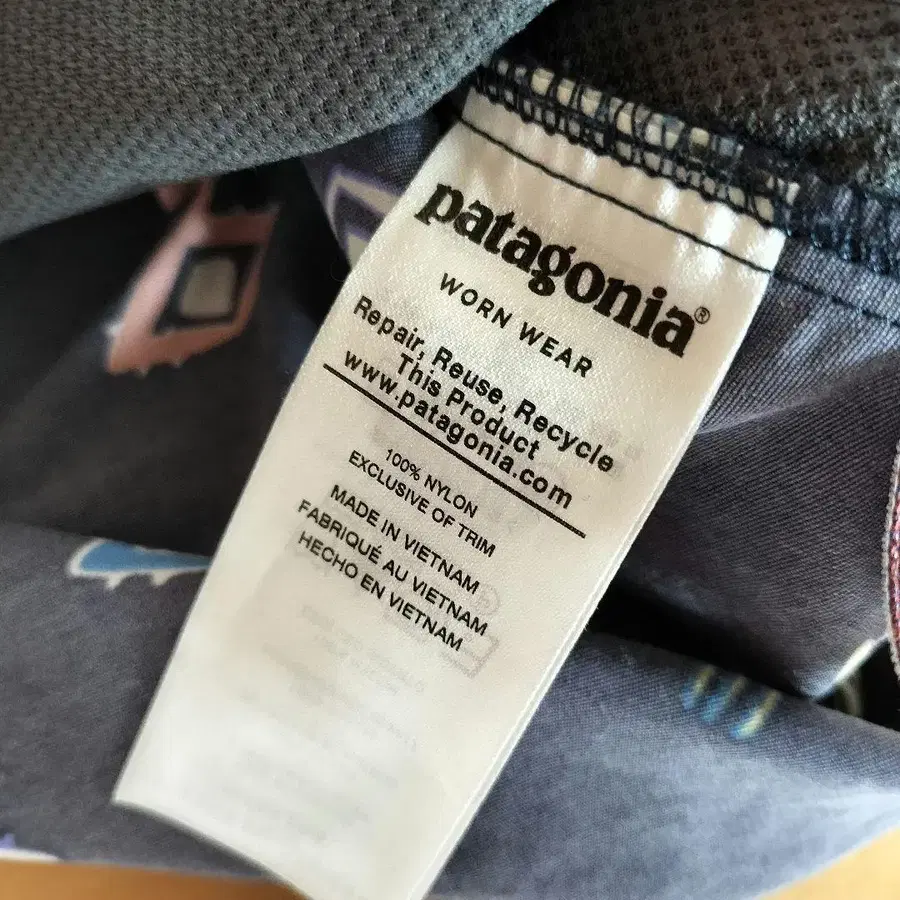 patagonia®
WORN WEAR
Repair, Reuse, Recycle
This Product
www.patagonia.com
100% NYLON
EXCLUSIVE OF TRIM
MADE IN VIETNAM
FABRIQUÉ AU VIETNAM
HECHO EN VIETNAM